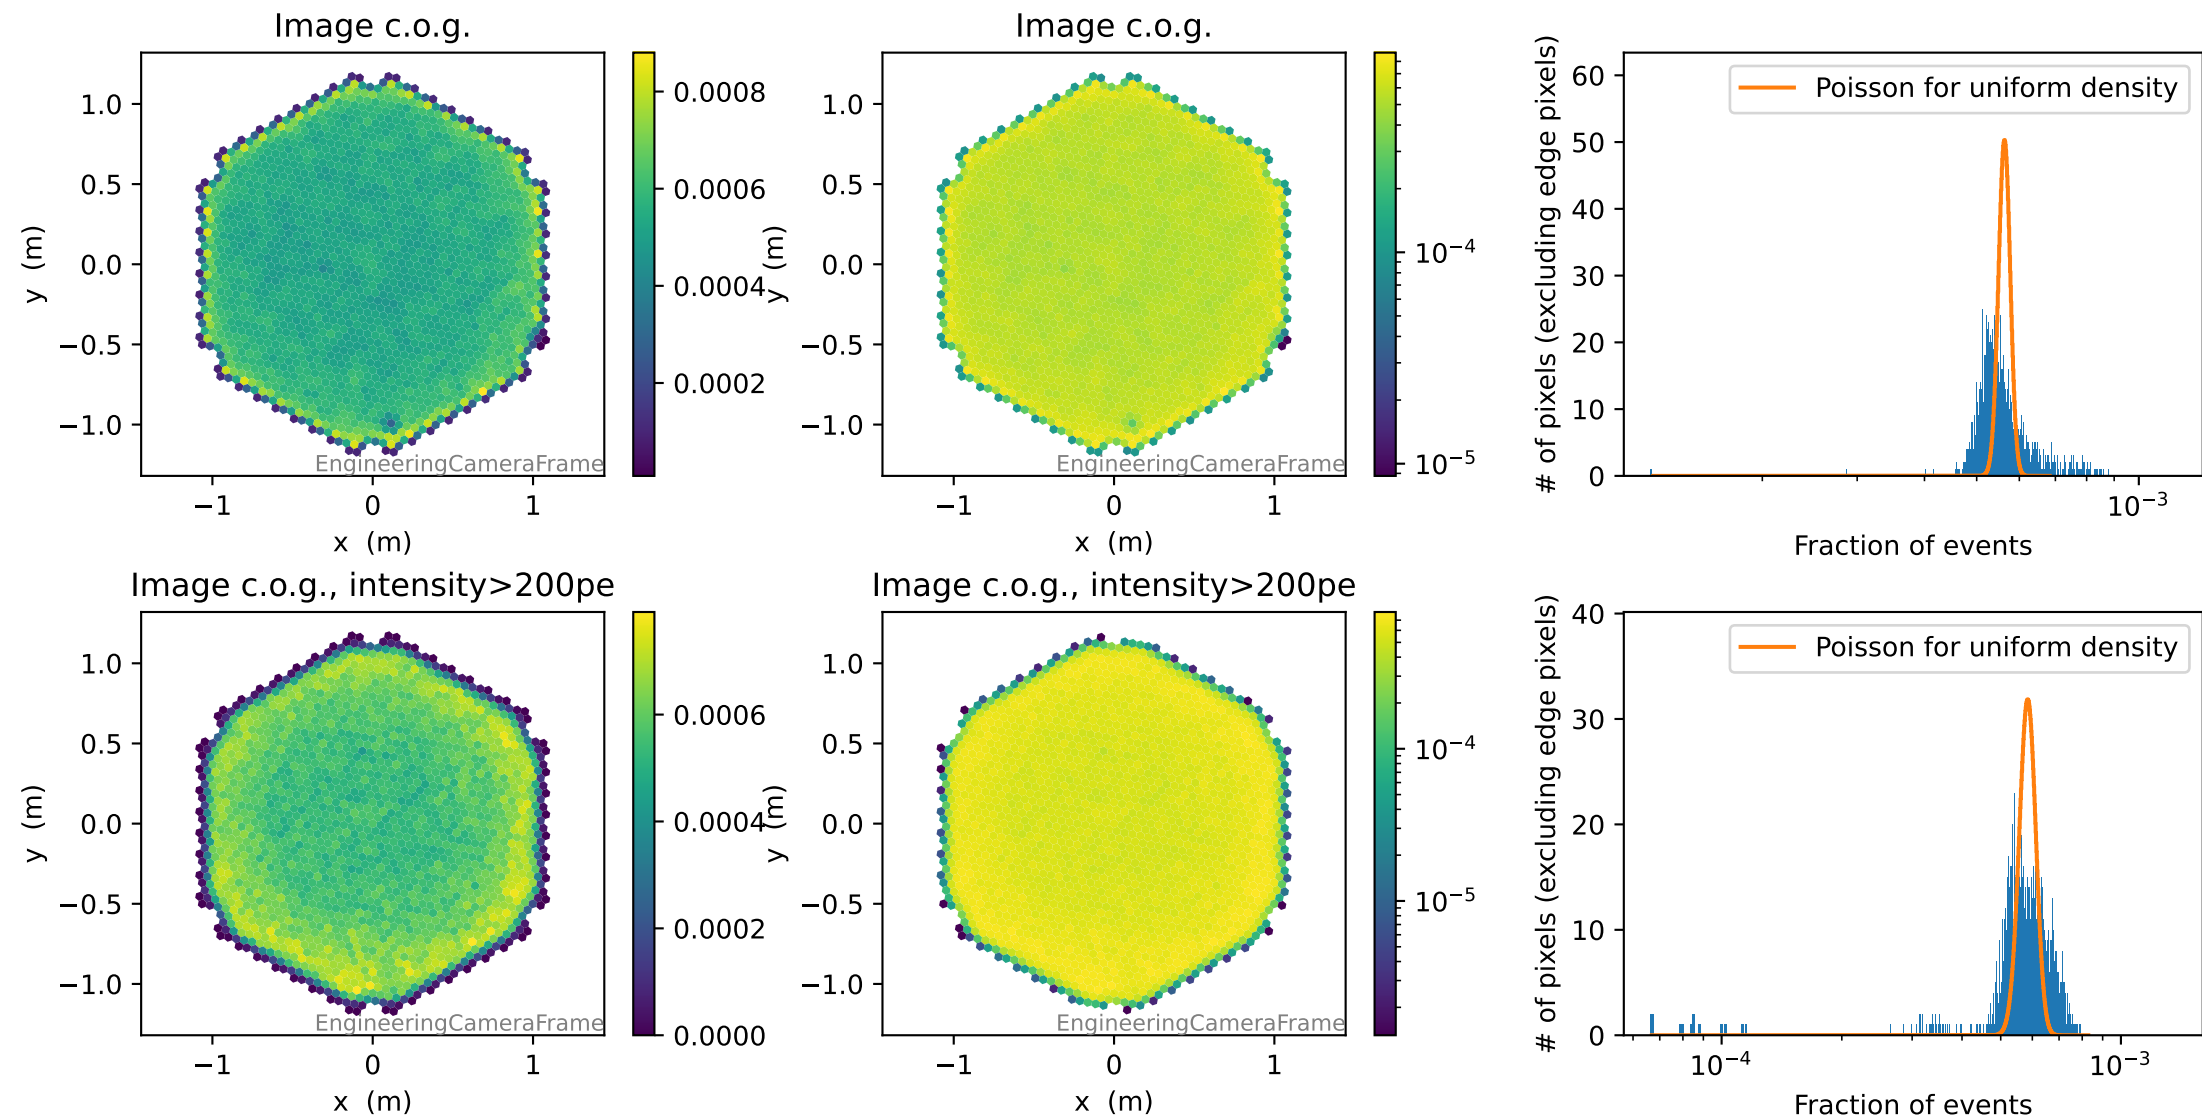 Image c.o.g.
1.0
0.5
0.0
−0.5
−1.0
y (m)
−1
0
1
x (m)
EngineeringCameraFrame
0.0008
0.0006
0.0004
0.0002
Image c.o.g.
1.0
0.5
0.0
−0.5
−1.0
y (m)
−1
0
1
x (m)
EngineeringCameraFrame
10⁻⁴
10⁻⁵
# of pixels (excluding edge pixels)
60
50
40
30
20
10
0
Poisson for uniform density
10⁻³
Fraction of events
Image c.o.g., intensity>200pe
1.0
0.5
0.0
−0.5
−1.0
y (m)
−1
0
1
x (m)
EngineeringCameraFrame
0.0006
0.0004
0.0002
0.0000
Image c.o.g., intensity>200pe
1.0
0.5
0.0
−0.5
−1.0
y (m)
−1
0
1
x (m)
EngineeringCameraFrame
10⁻⁴
10⁻⁵
# of pixels (excluding edge pixels)
40
30
20
10
0
Poisson for uniform density
10⁻⁴
10⁻³
Fraction of events